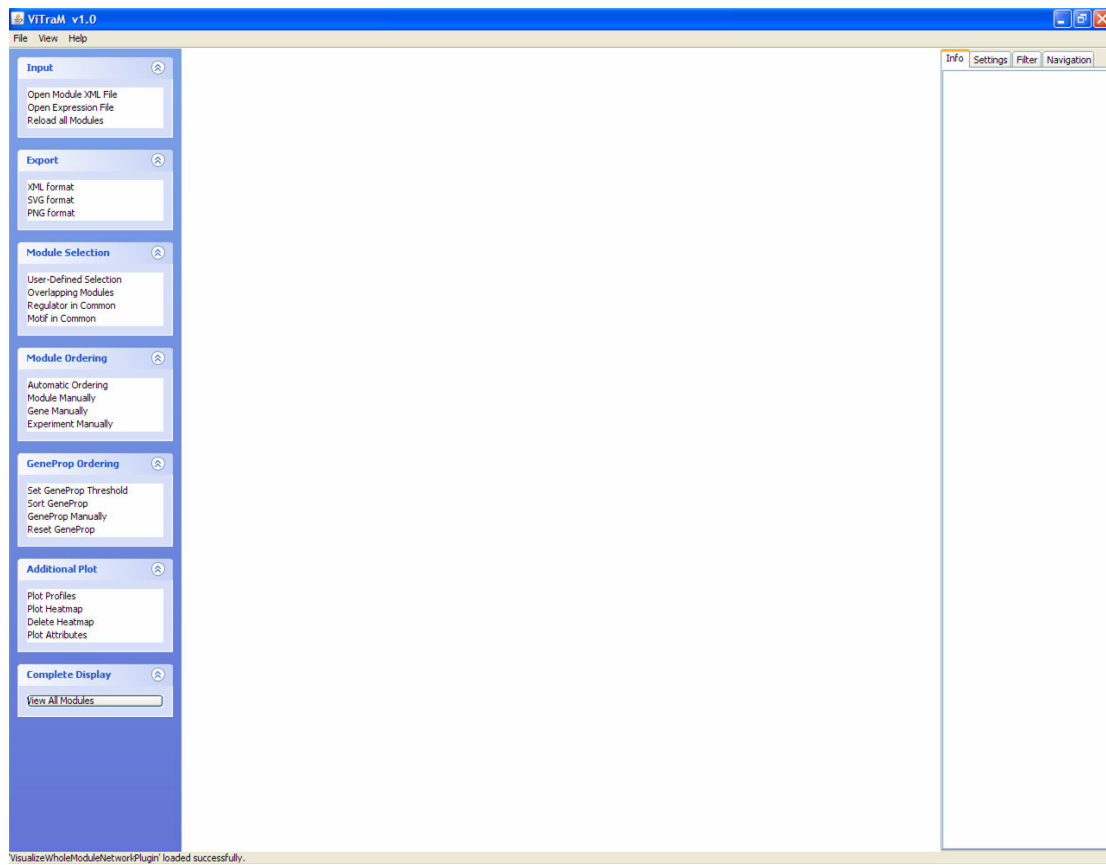 ViTraM v1.0
File View Help
Input
Open Module XML File
Open Expression File
Reload all Modules
Export
XML format
SVG format
PNG format
Module Selection
User-Defined Selection
Overlapping Modules
Regulator in Common
Motif in Common
Module Ordering
Automatic Ordering
Module Manually
Gene Manually
Experiment Manually
GeneProp Ordering
Set GeneProp Threshold
Sort GeneProp
GeneProp Manually
Reset GeneProp
Additional Plot
Plot Profiles
Plot Heatmap
Delete Heatmap
Plot Attributes
Complete Display
View All Modules
Info Settings Filter Navigation
'VisualizeWholeModuleNetworkPlugin' loaded successfully.